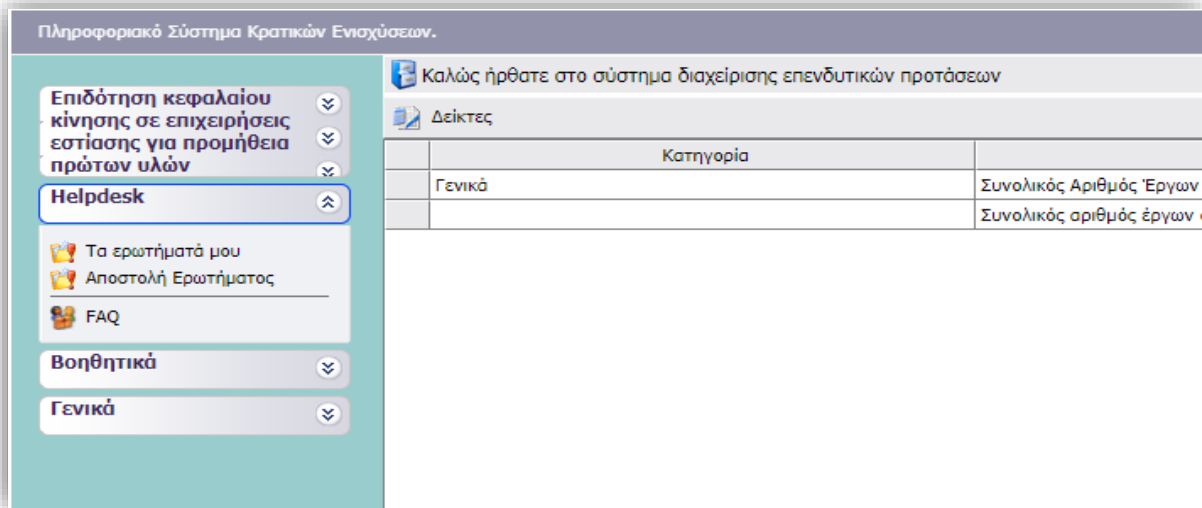 Πληροφοριακό Σύστημα Κρατικών Ενισχύσεων.
Επιδότηση κεφαλαίου
κίνησης σε επιχειρήσεις
εστίασης για προμήθεια
πρώτων υλών
Helpdesk
Τα ερωτήματά μου
Αποστολή Ερωτήματος
FAQ
Βοηθητικά
Γενικά
Καλώς ήρθατε στο σύστημα διαχείρισης επενδυτικών προτάσεων
Δείκτες
Κατηγορία
Γενικά Συνολικός Αριθμός Έργων
Συνολικός αριθμός έργων